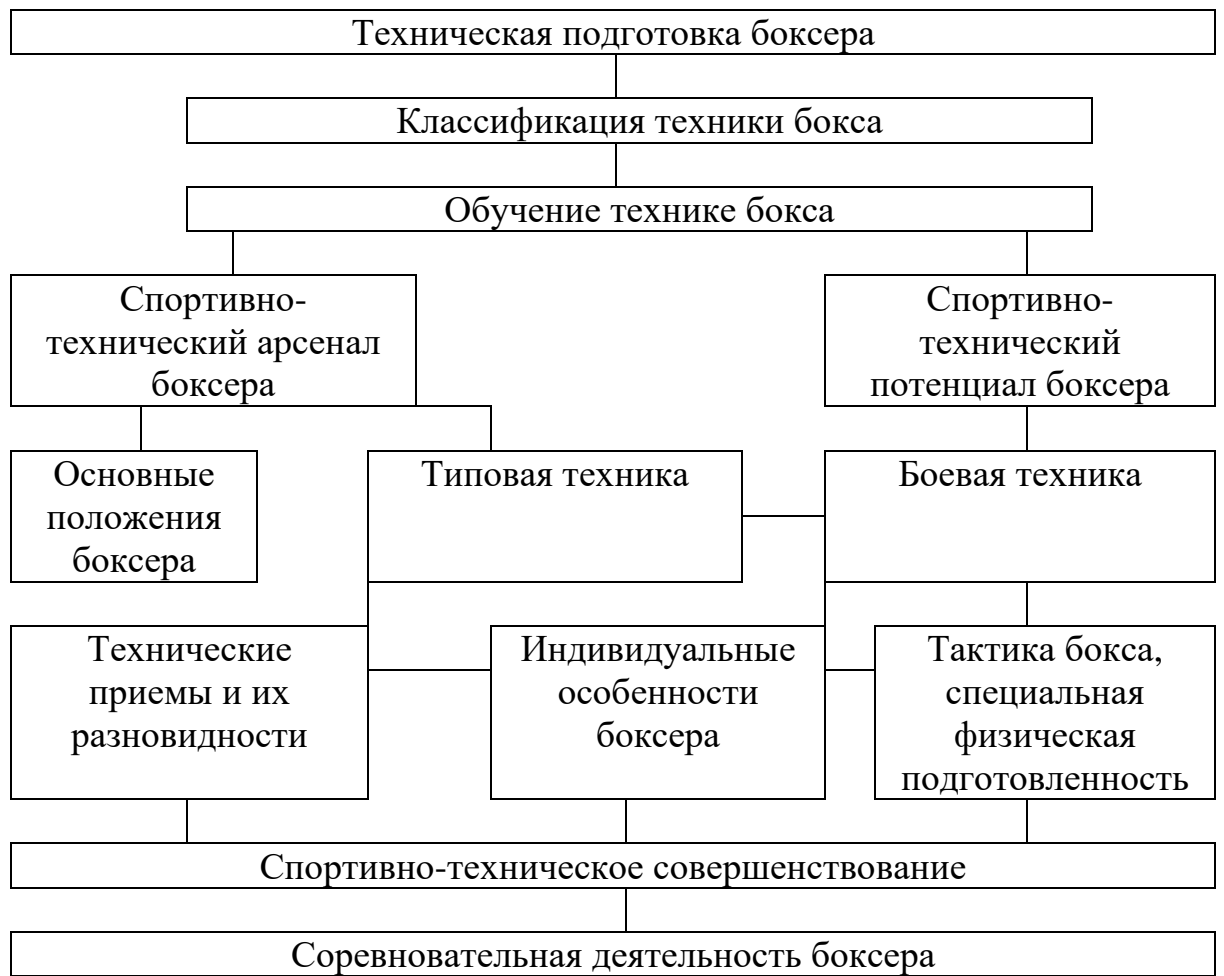 Техническая подготовка боксера
Классификация техники бокса
Обучение технике бокса
Спортивно-
технический арсенал
боксера
Спортивно-
технический
потенциал боксера
Основные
положения
боксера
Типовая техника
Боевая техника
Технические
приемы и их
разновидности
Индивидуальные
особенности
боксера
Тактика бокса,
специальная
физическая
подготовленность
Спортивно-техническое совершенствование
Соревновательная деятельность боксера